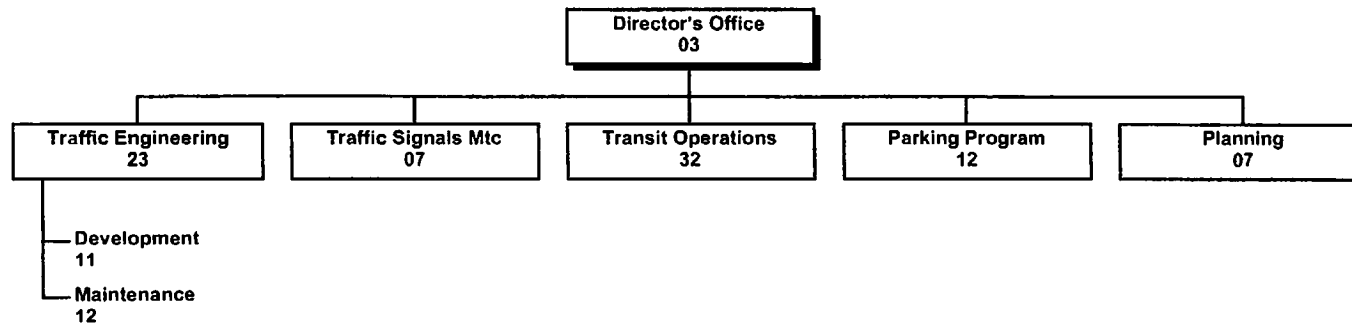 Director's Office
03
Traffic Engineering
23
Traffic Signals Mtc
07
Transit Operations
32
Parking Program
12
Planning
07
Development
11
Maintenance
12